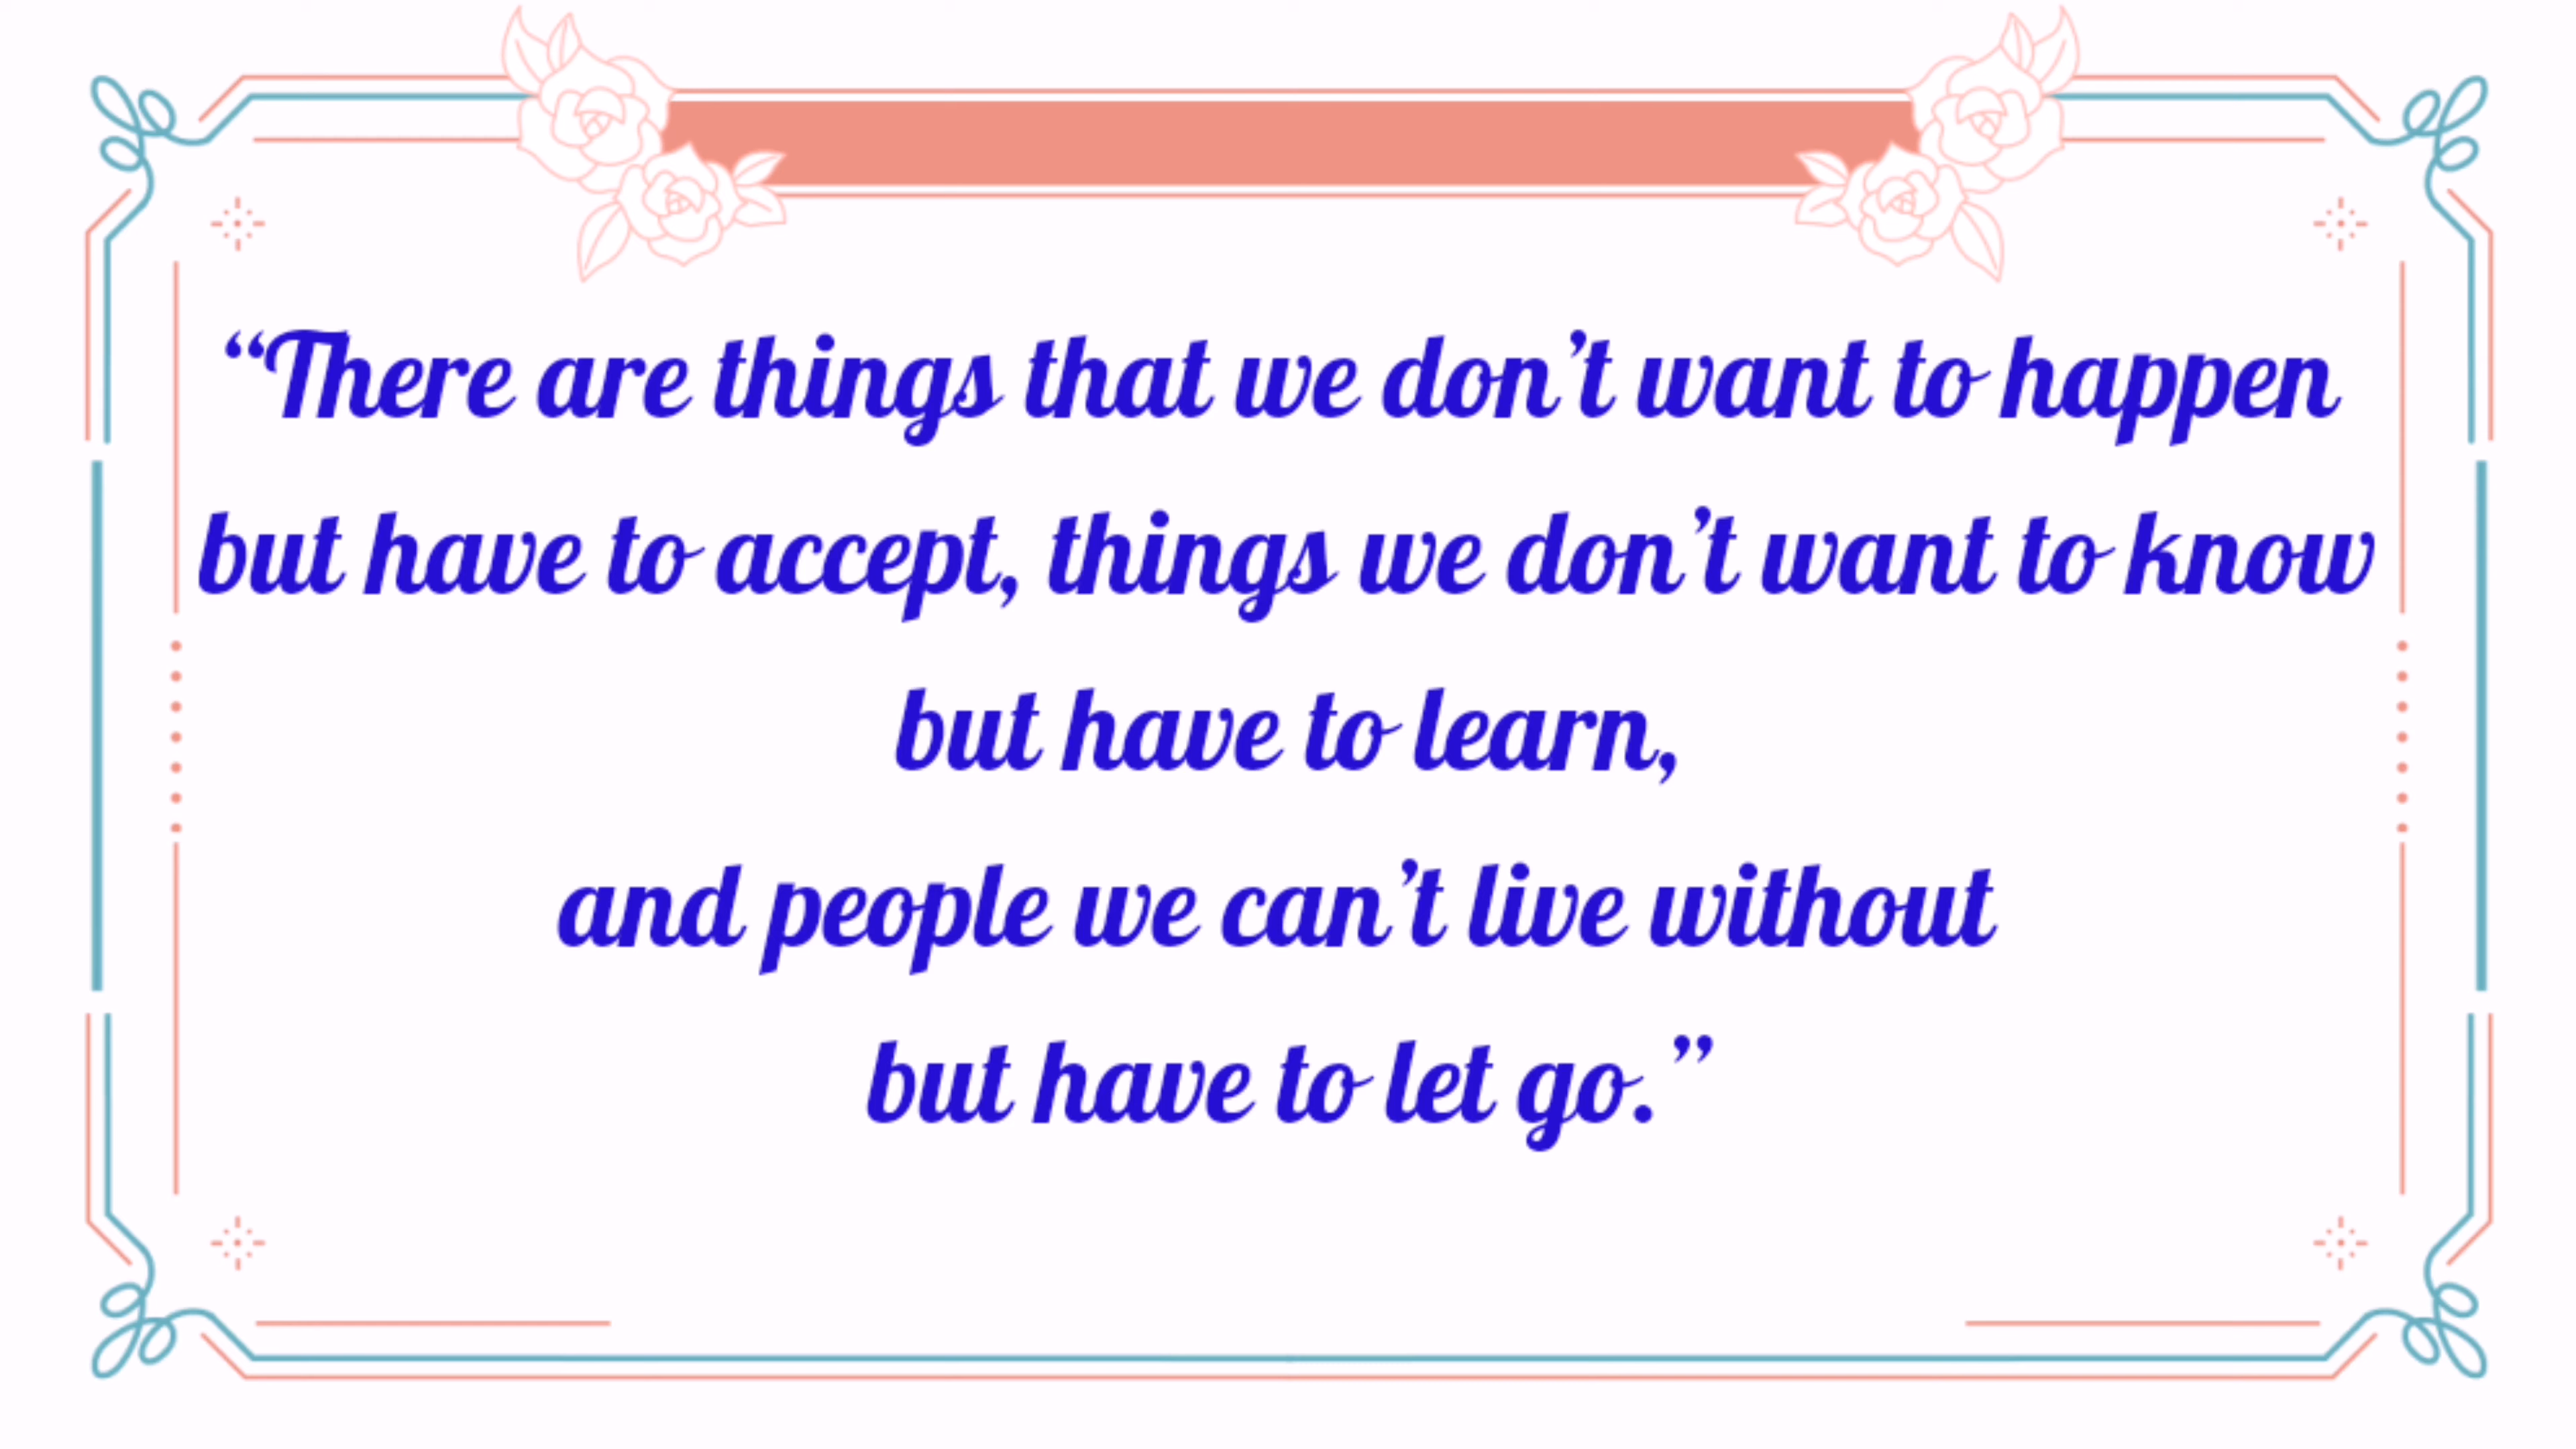 “There are things that we don’t want to happen
but have to accept, things we don’t want to know
but have to learn,
and people we can’t live without
but have to let go.”